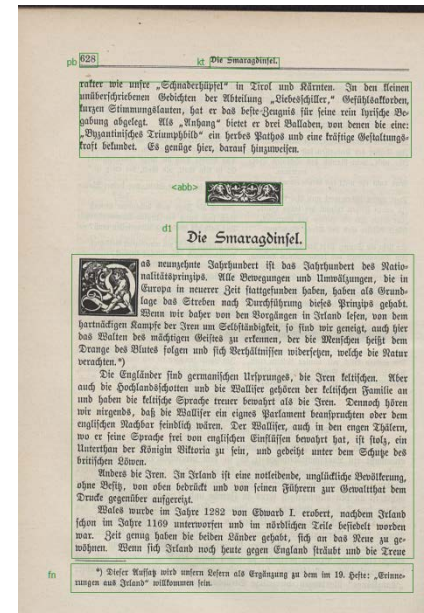 pb 628 kt Die Smaragdinsel.
rakter wie unsre „Schnaderhüpfel“ in Tirol und Kärnten. In den kleinen
unüberschriebenen Gedichten der Abteilung „Liebesschiller,“ Gefühlsakkorden,
kurzen Stimmungslauten, hat er das beste Zeugnis für seine rein lyrische Be-
gabung abgelegt. Als „Anhang“ bietet er drei Balladen, von denen die eine:
„Byzantinisches Triumphbild“ ein herbes Pathos und eine kräftige Gestaltungs-
kraft bekundet. Es genüge hier, darauf hinzuweisen.
<abb>
d1
Die Smaragdinsel.
Das neunzehnte Jahrhundert ist das Jahrhundert des Natio-
nalitätsprinzips. Alle Bewegungen und Umwälzungen, die in
Europa in neuerer Zeit stattgefunden haben, haben als Grund-
lage das Streben nach Durchführung dieses Prinzips gehabt.
Wenn wir daher von den Vorgängen in Irland lesen, von dem
hartnäckigen Kampfe der Iren um Selbständigkeit, so sind wir geneigt, auch hier
das Walten des mächtigen Geistes zu erkennen, der die Menschen heißt dem
Drange des Blutes folgen und sich Verhältnissen widersetzen, welche die Natur
verachten.*)
Die Engländer sind germanischen Ursprunges, die Iren keltischen. Aber
auch die Hochlandschotten und die Walliser gehören der keltischen Familie an
und haben die keltische Sprache treuer bewahrt als die Iren. Dennoch hören
wir nirgends, daß die Walliser ein eignes Parlament beanspruchten oder dem
englischen Nachbar feindlich wären. Der Walliser, auch in den engen Thälern,
wo er seine Sprache frei von englischen Einflüssen bewahrt hat, ist stolz, ein
Unterthan der Königin Viktoria zu sein, und gedeiht unter dem Schutze des
britischen Löwen.
Anders die Iren. In Irland ist eine notleidende, unglückliche Bevölkerung,
ohne Besitz, von oben bedrückt und von seinen Führern zur Gewaltthat dem
Drucke gegenüber aufgereizt.
Wales wurde im Jahre 1282 von Edward I. erobert, nachdem Irland
schon im Jahre 1169 unterworfen und im nördlichen Teile besiedelt worden
war. Zeit genug haben die beiden Länder gehabt, sich an das Neue zu ge-
wöhnen. Wenn sich Irland noch heute gegen England sträubt und die Treue
fn *) Dieser Aufsatz wird unsern Lesern als Ergänzung zu dem im 19. Hefte: „Erinne-
rungen aus Irland“ willkommen sein.